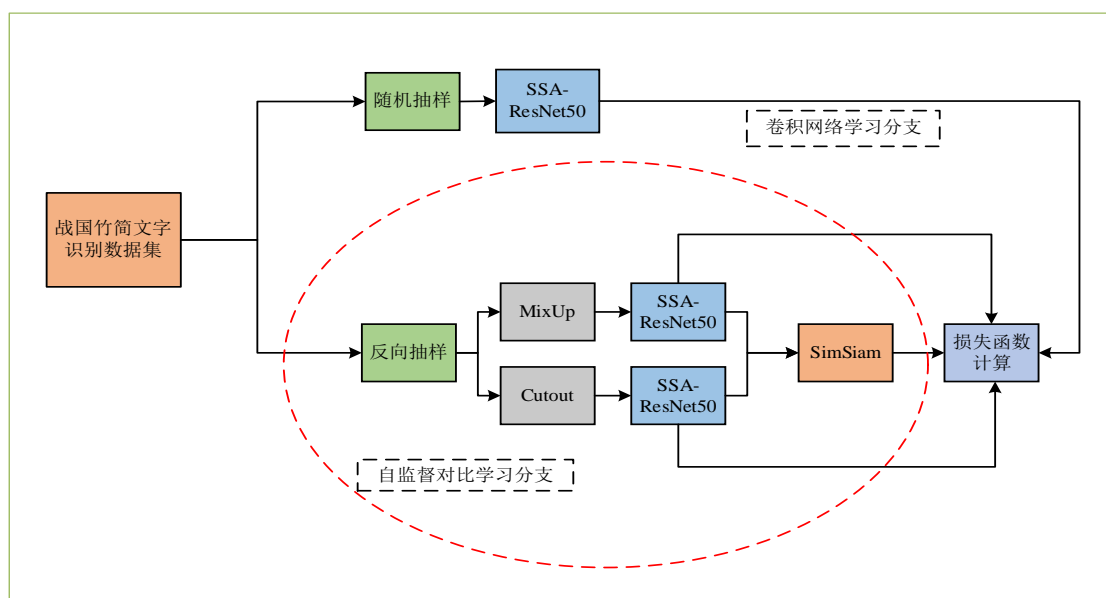 随机抽样
SSA-
ResNet50
卷积网络学习分支
战国竹简文字
识别数据集
反向抽样
MixUp
SSA-
ResNet50
Cutout
SSA-
ResNet50
SimSiam
损失函数
计算
自监督对比学习分支